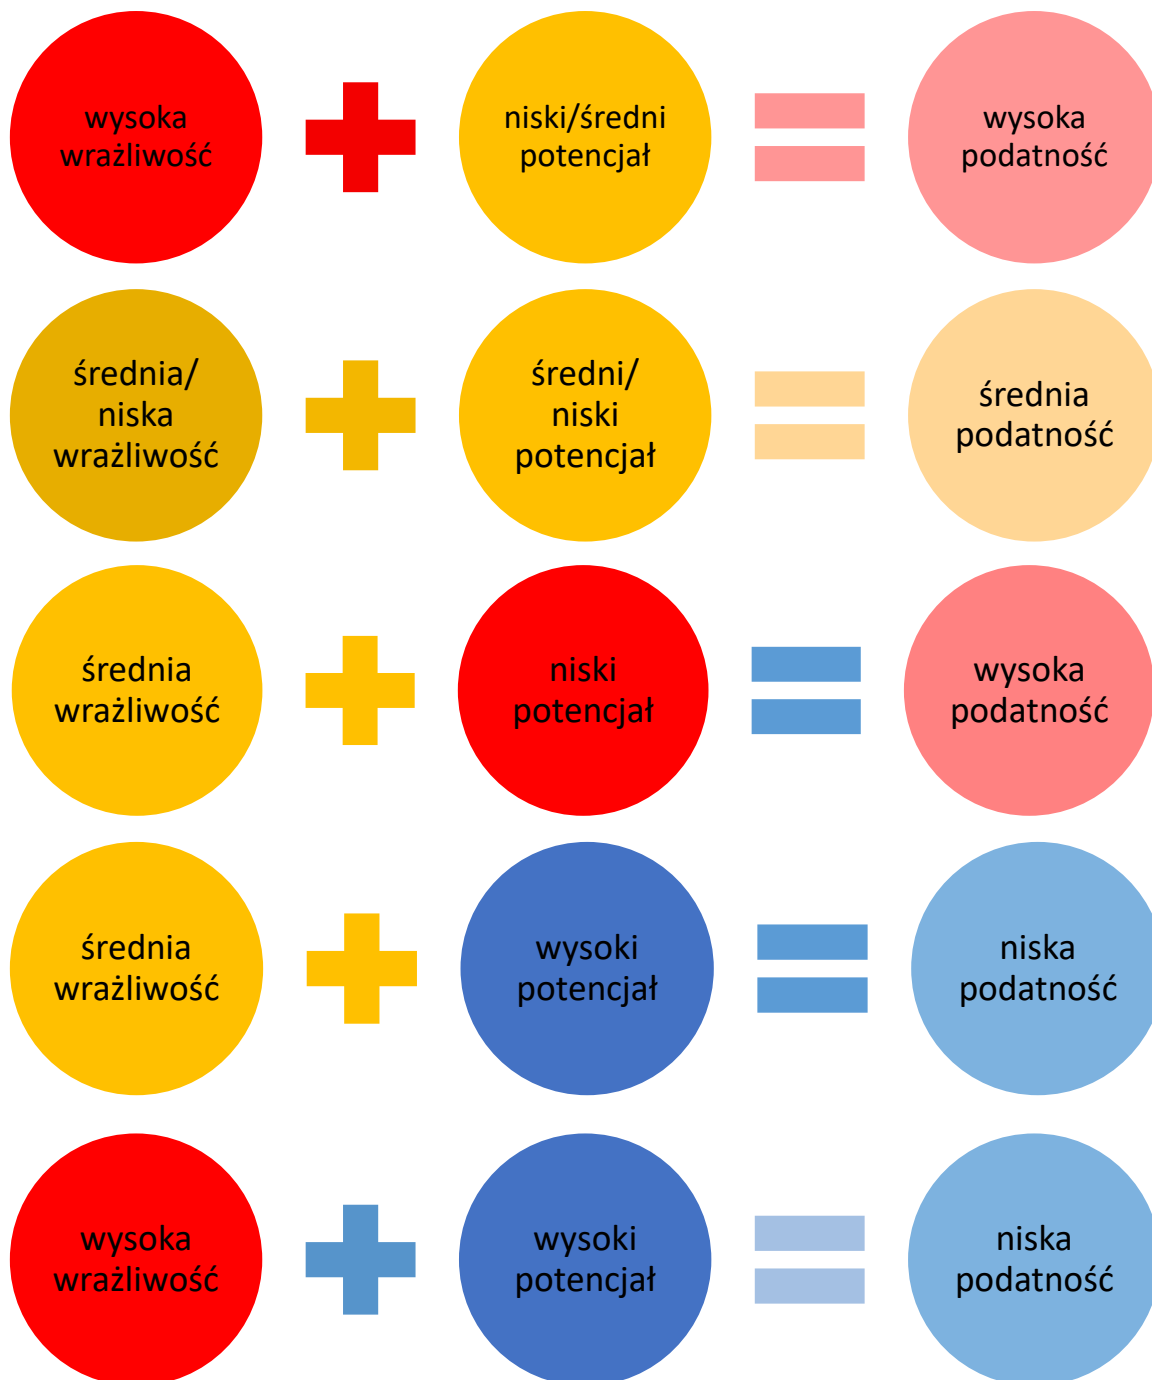 wysoka
wrażliwość
niski/średni
potencjał
wysoka
podatność
średnia/
niska
wrażliwość
średni/
niski
potencjał
średnia
podatność
średnia
wrażliwość
niski
potencjał
wysoka
podatność
średnia
wrażliwość
wysoki
potencjał
niska
podatność
wysoka
wrażliwość
wysoki
potencjał
niska
podatność